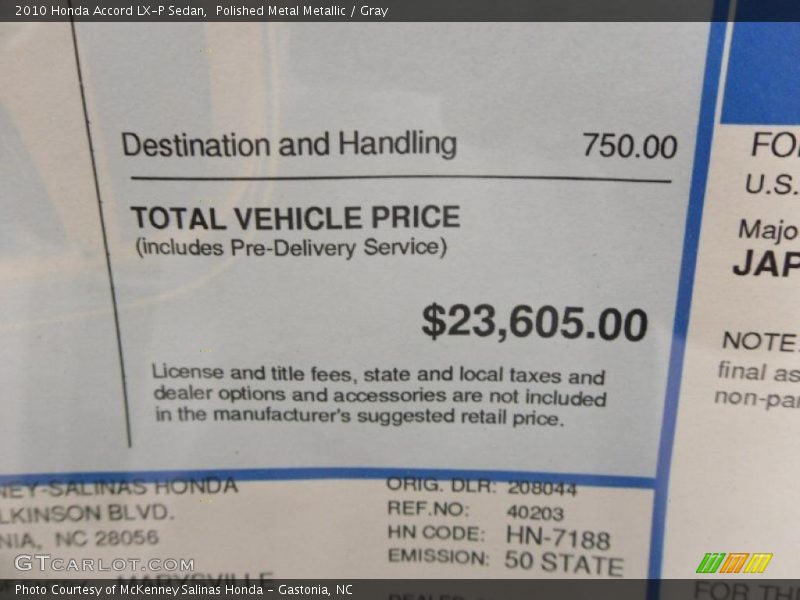 2010 Honda Accord LX-P Sedan, Polished Metal Metallic / Gray
Destination and Handling 750.00
TOTAL VEHICLE PRICE
(includes Pre-Delivery Service)
$23,605.00
License and title fees, state and local taxes and
dealer options and accessories are not included
in the manufacturer's suggested retail price.
FO
U.S.
Majo
JAP
NOTE:
final as
non-par
NEY-SALINAS HONDA
LKINSON BLVD.
NIA, NC 28056
MARYSVILLE
ORIG. DLR: 208044
REF.NO: 40203
HN CODE: HN-7188
EMISSION: 50 STATE
FOR THI
GTCARLOT.COM
Photo Courtesy of McKenney Salinas Honda - Gastonia, NC